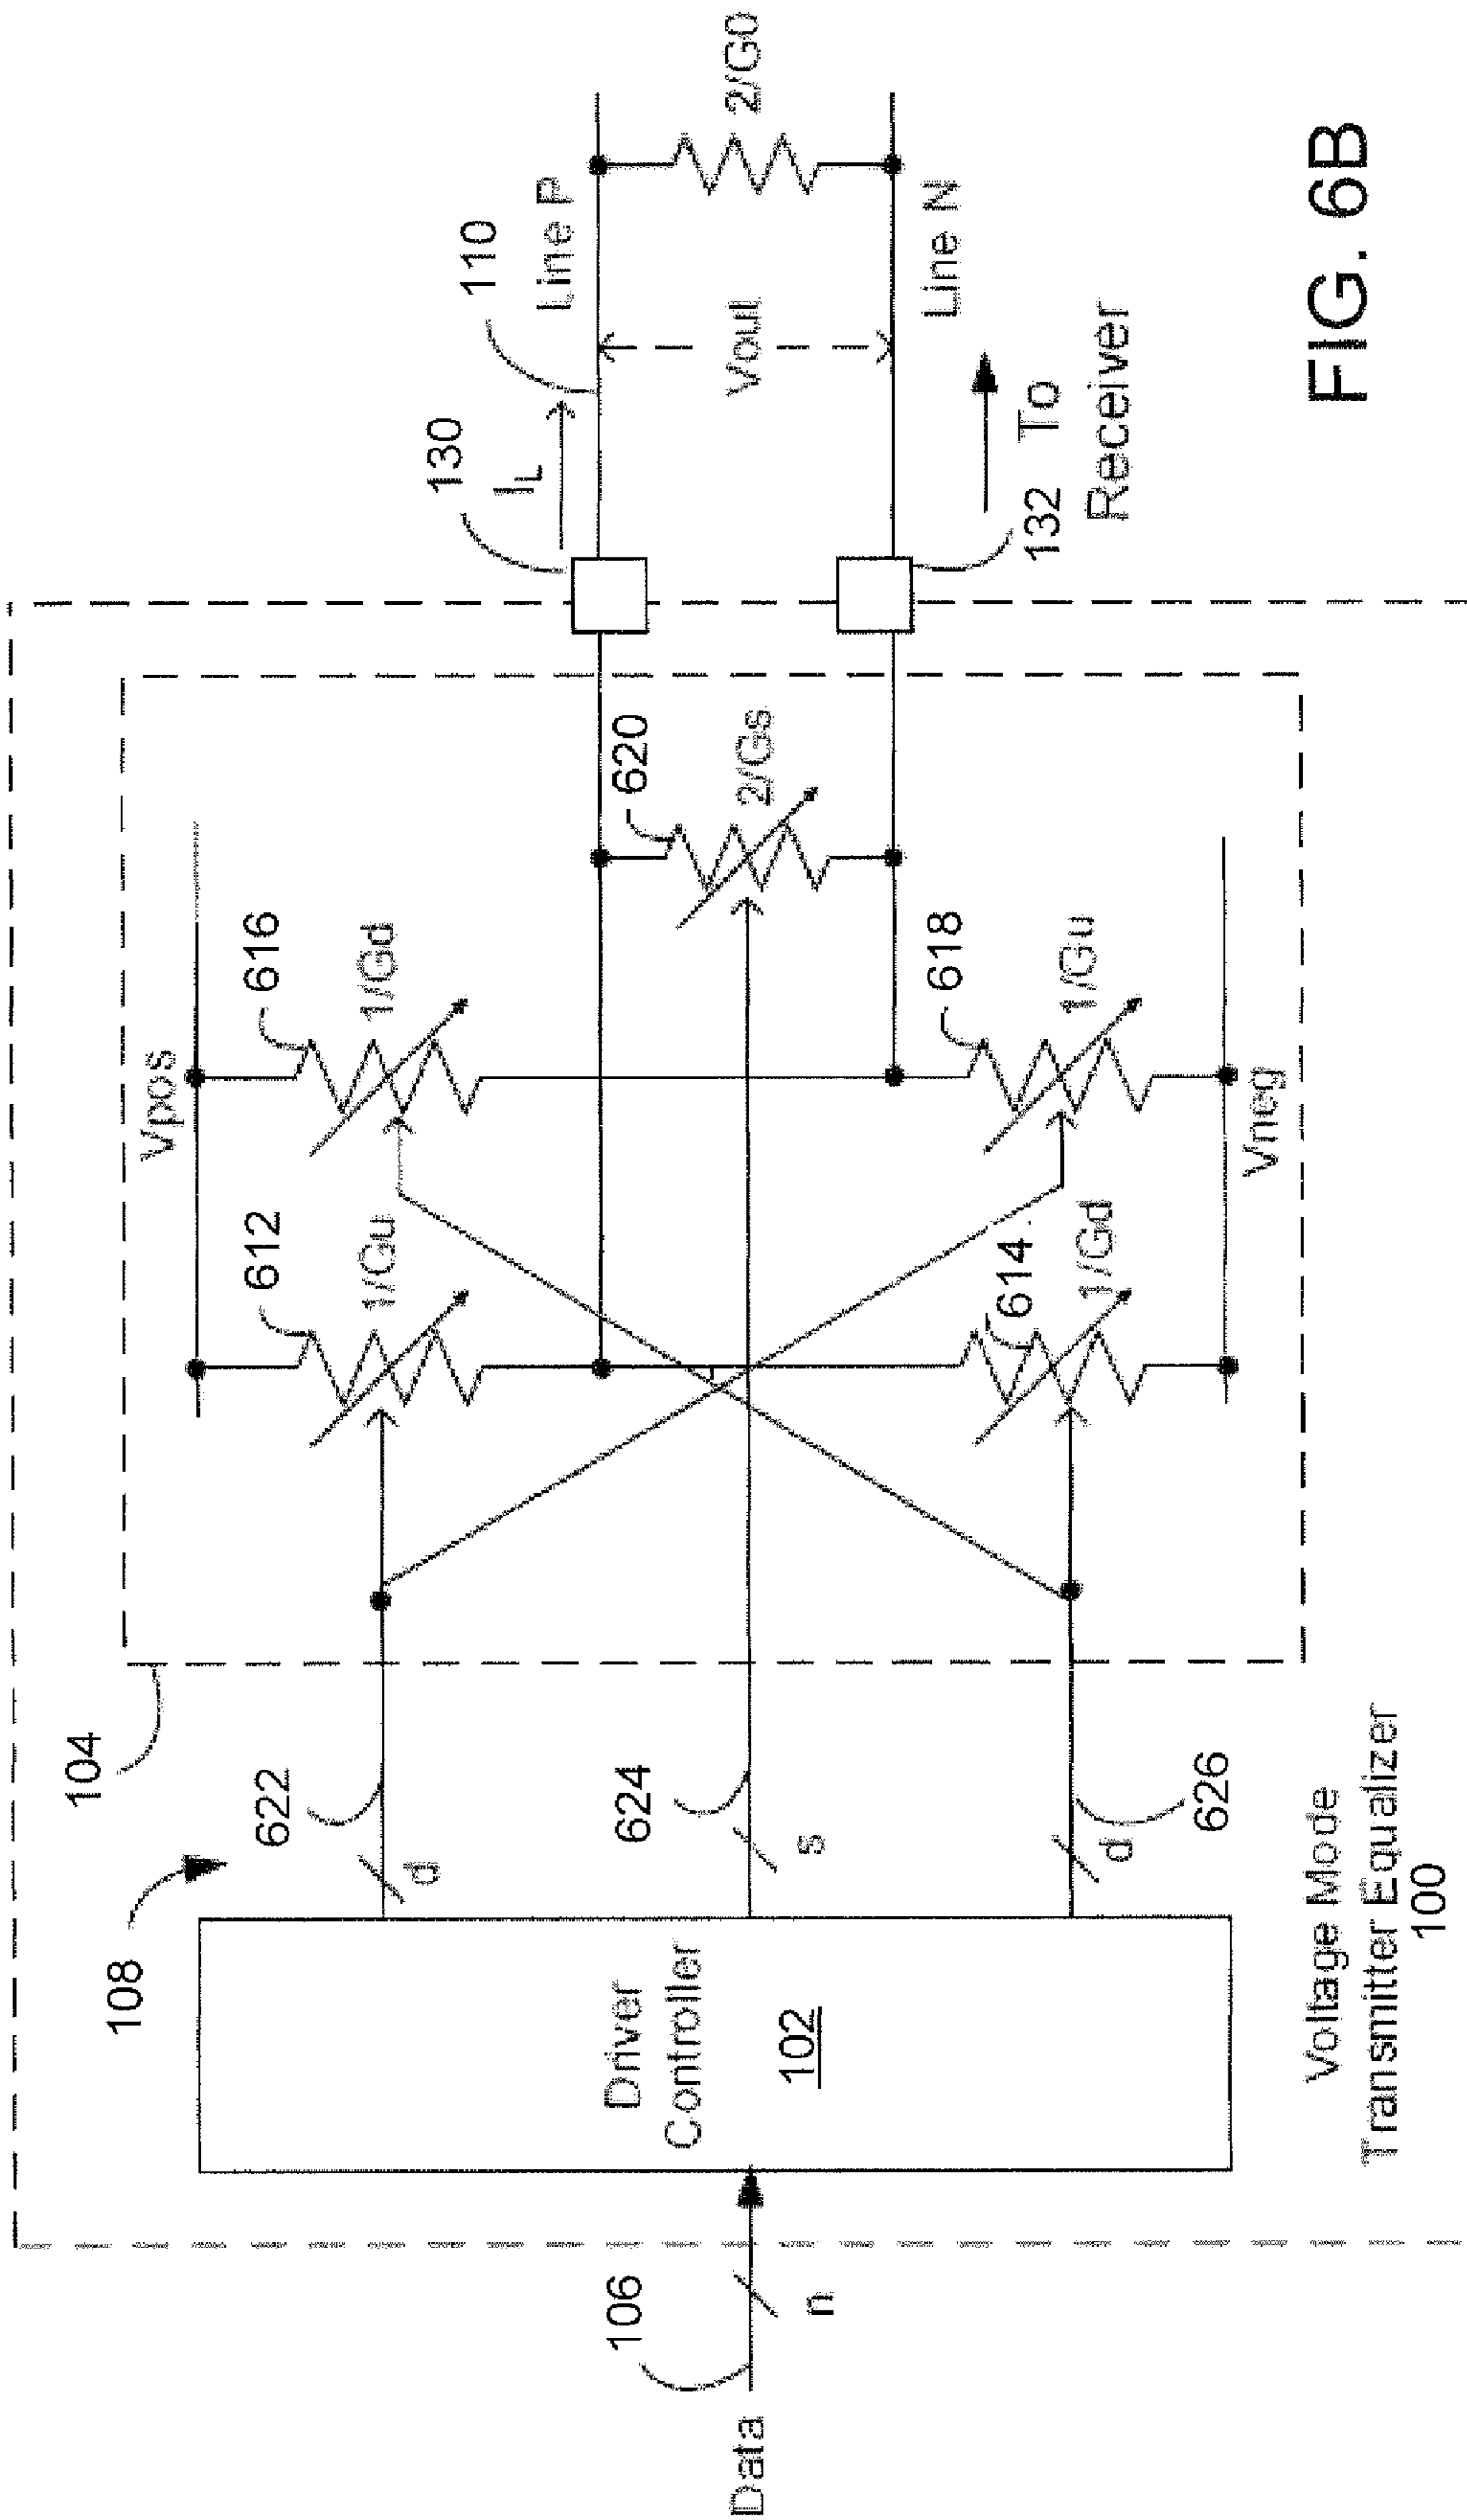 104
108
622
d
624
s
d
626
Driver
Controller
102
106
n
Data
Voltage Mode
Transmitter Equalizer
100
Vpos
612
1/Gu
616
1/Gd
614
1/Gd
618
1/Gu
Vneg
620
2/Gs
130
IL
110
Line P
Vout
2/G0
Line N
132
To
Receiver
FIG. 6B